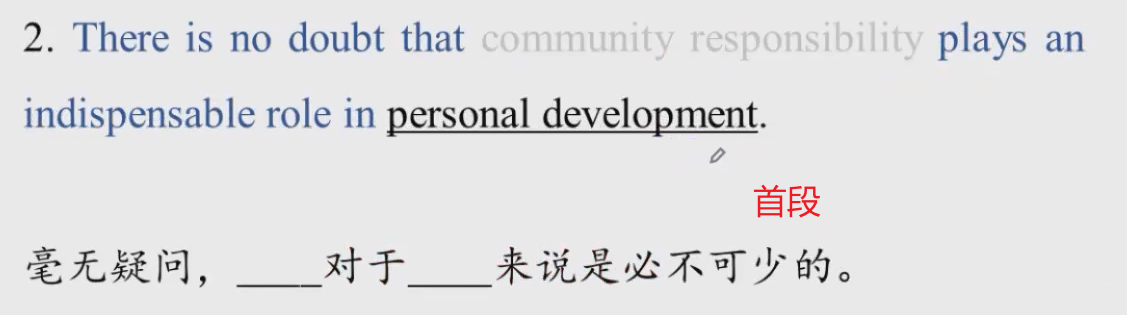 2. There is no doubt that community responsibility plays an
indispensable role in personal development.
首段
毫无疑问，____对于____来说是必不可少的。